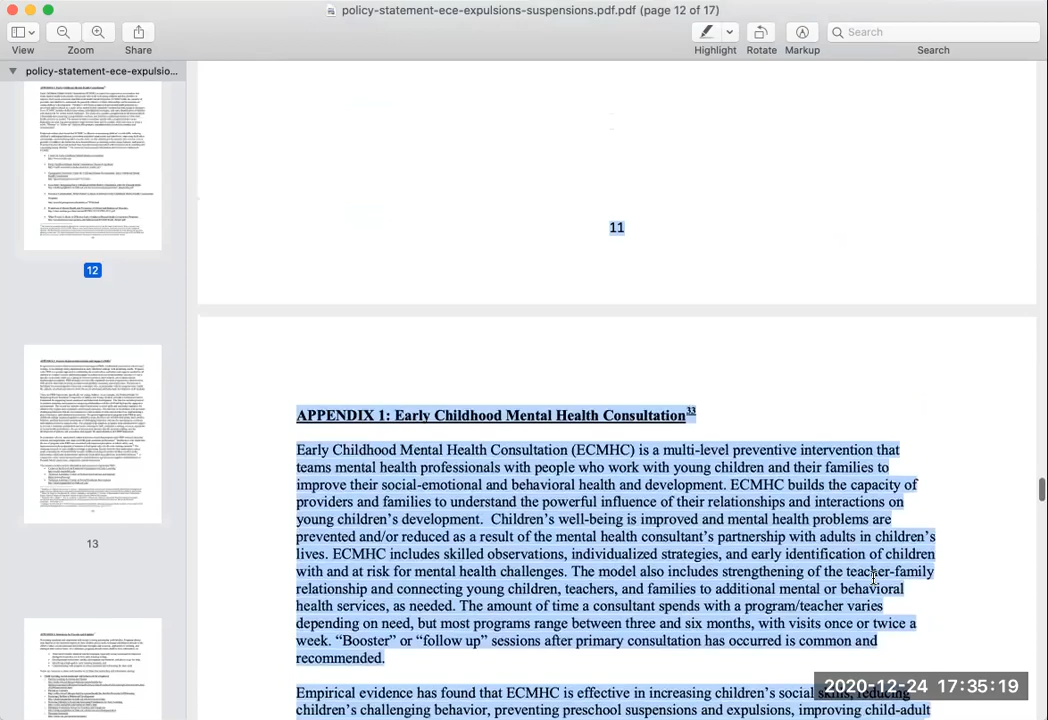 policy-statement-ece-expulsions-suspensions.pdf.pdf (page 12 of 17)
View
Zoom
Share
Highlight
Rotate
Markup
Search
Search
policy-statement-ece-expulsio...
12
13
11
APPENDIX 1: Early Childhood Mental Health Consultation33
Early Childhood Mental Health Consultation (ECMHC) is a multi-level preventive intervention that
teams mental health professionals with people who work with young children and their families to
improve their social-emotional and behavioral health and development. ECMHC builds the capacity of
providers and families to understand the powerful influence of their relationships and interactions on
young children’s development.  Children’s well-being is improved and mental health problems are
prevented and/or reduced as a result of the mental health consultant’s partnership with adults in children’s
lives. ECMHC includes skilled observations, individualized strategies, and early identification of children
with and at risk for mental health challenges. The model also includes strengthening of the teacher-family
relationship and connecting young children, teachers, and families to additional mental or behavioral
health services, as needed. The amount of time a consultant spends with a program/teacher varies
depending on need, but most programs range between three and six months, with visits once or twice a
week. “Booster” or “follow up” sessions after primary consultation has occurred is common and
recommended.
Empirical evidence has found that ECMHC is effective in increasing children’s social skills, reducing
children’s challenging behavior, preventing preschool suspensions and expulsions, improving child-adult
2020-12-24 17:35:19